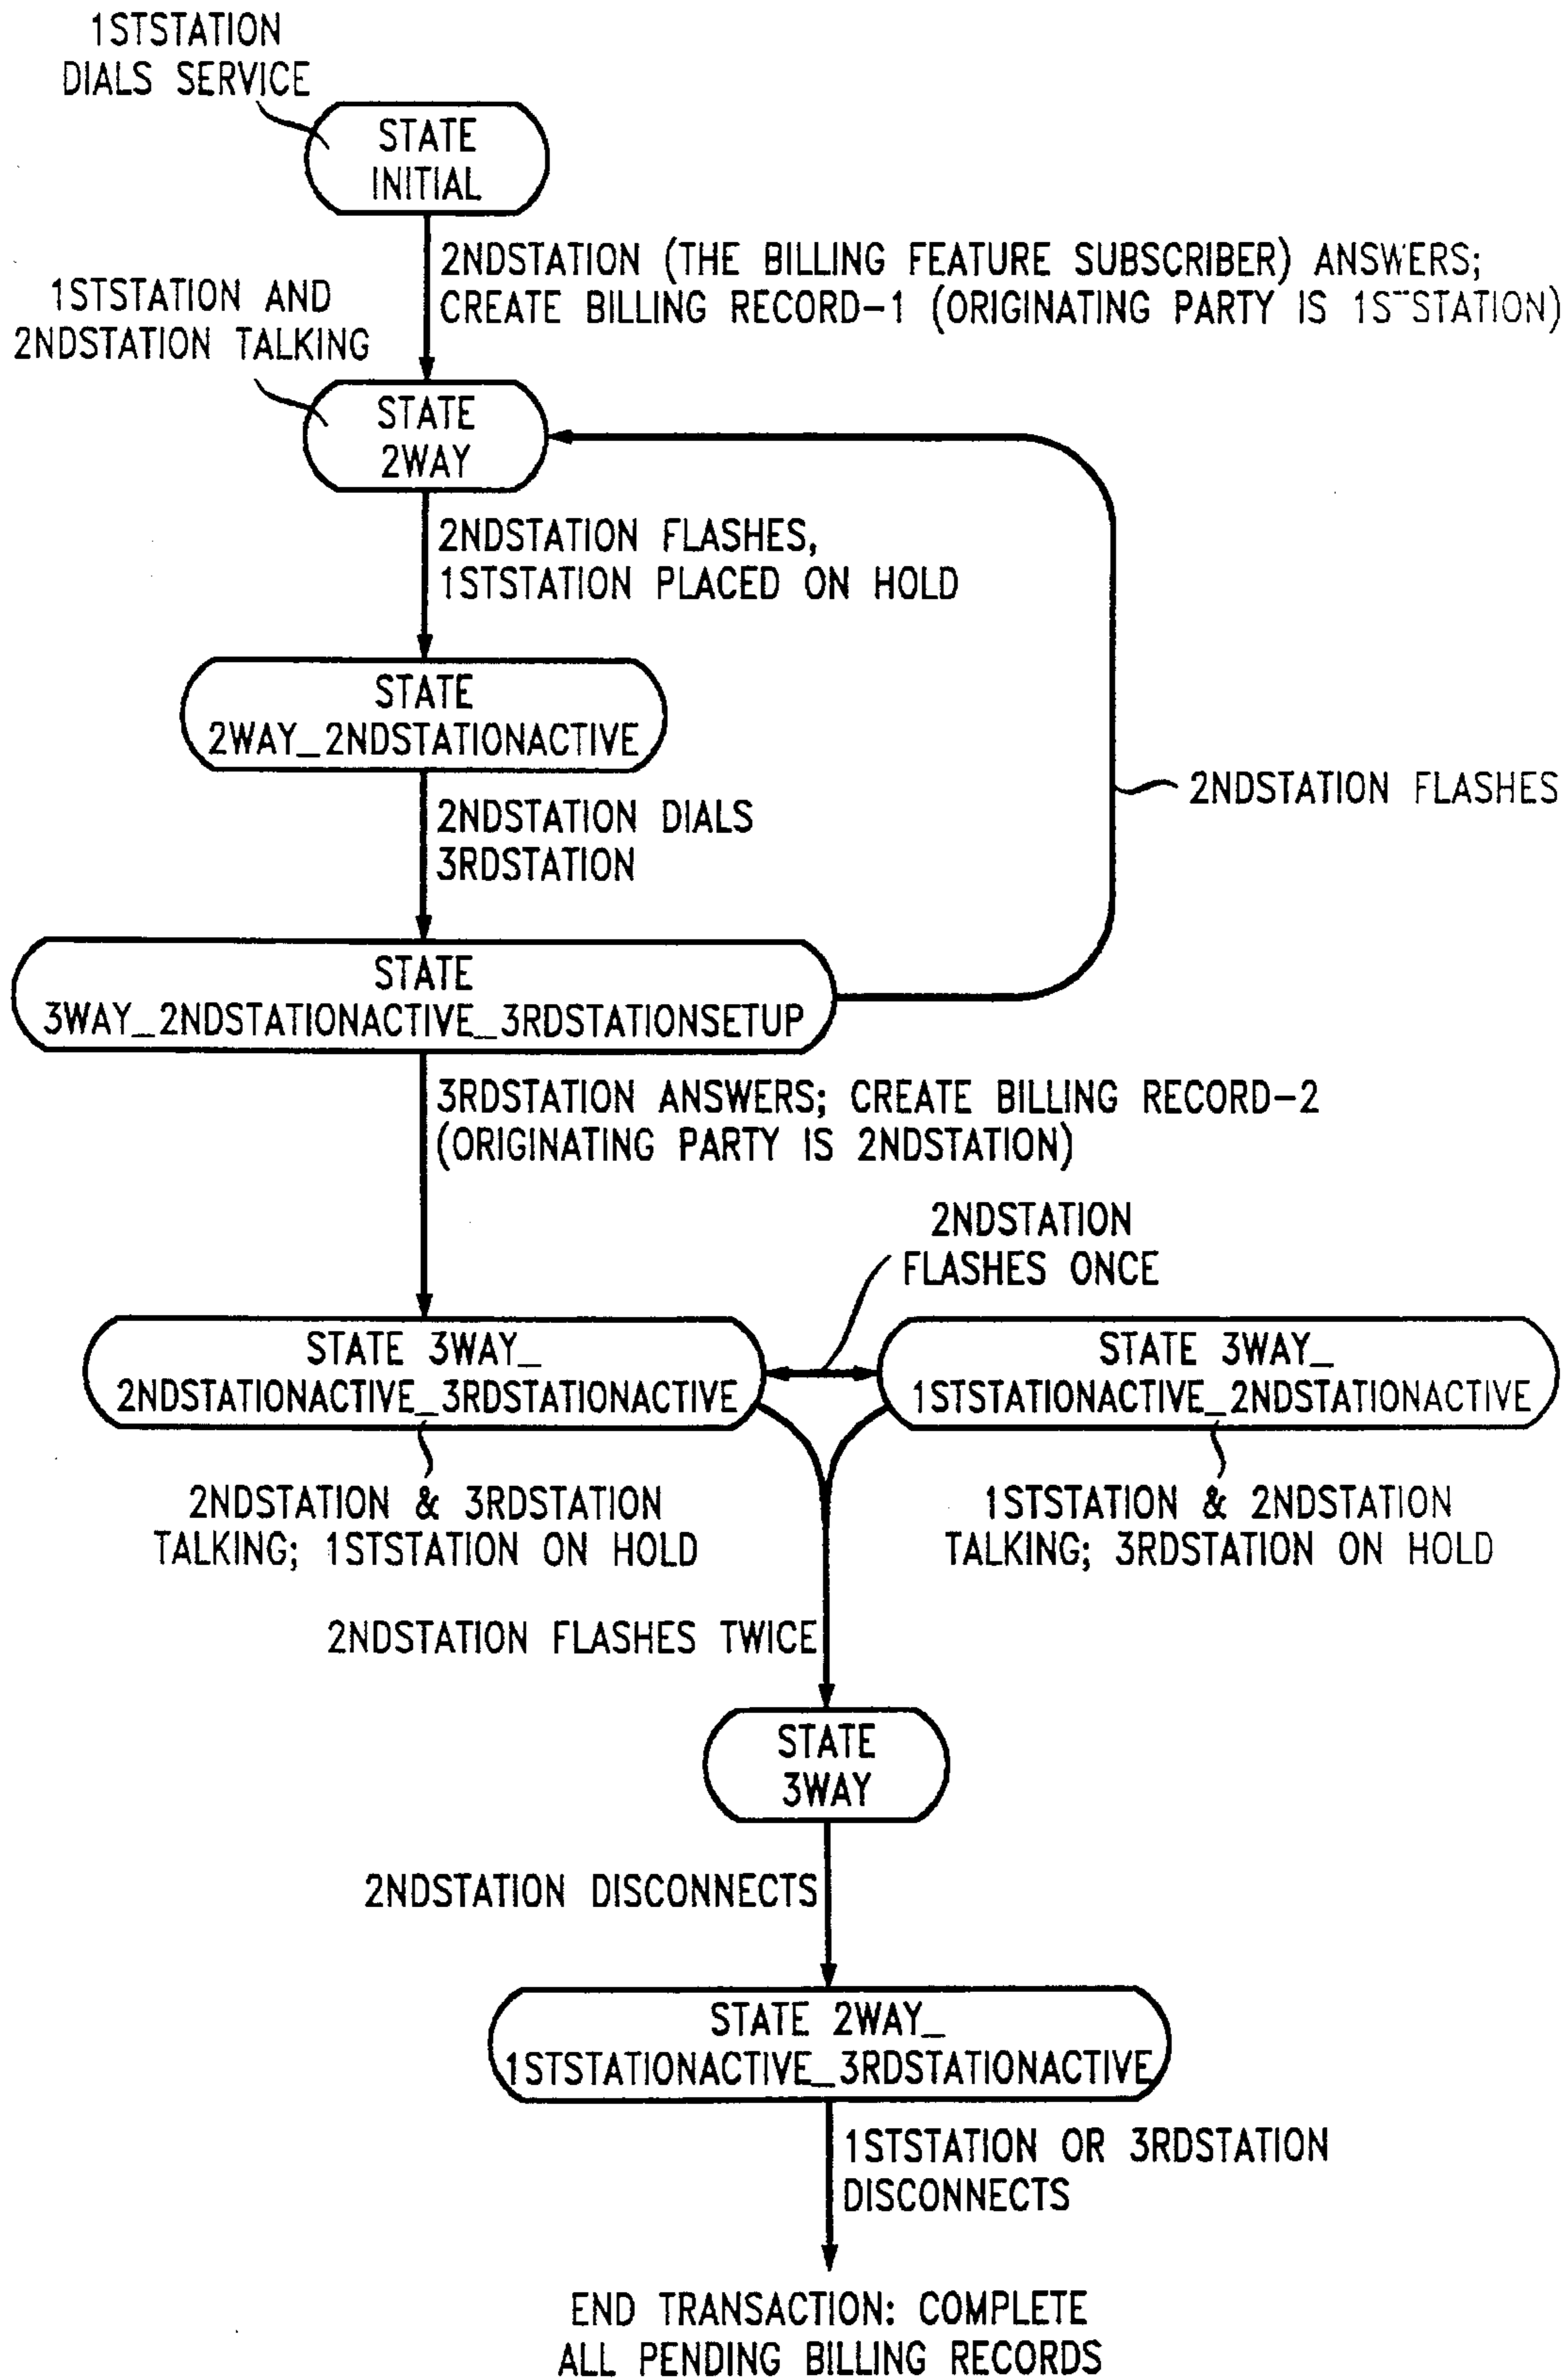 1STSTATION
DIALS SERVICE
STATE
INITIAL
2NDSTATION (THE BILLING FEATURE SUBSCRIBER) ANSWERS;
CREATE BILLING RECORD-1 (ORIGINATING PARTY IS 1STSTATION)
1STSTATION AND
2NDSTATION TALKING
STATE
2WAY
2NDSTATION FLASHES,
1STSTATION PLACED ON HOLD
STATE
2WAY_2NDSTATIONACTIVE
2NDSTATION FLASHES
2NDSTATION DIALS
3RDSTATION
STATE
3WAY_2NDSTATIONACTIVE_3RDSTATIONSETUP
3RDSTATION ANSWERS; CREATE BILLING RECORD-2
(ORIGINATING PARTY IS 2NDSTATION)
2NDSTATION
FLASHES ONCE
STATE 3WAY_
2NDSTATIONACTIVE_3RDSTATIONACTIVE
STATE 3WAY_
1STSTATIONACTIVE_2NDSTATIONACTIVE
2NDSTATION & 3RDSTATION
TALKING; 1STSTATION ON HOLD
1STSTATION & 2NDSTATION
TALKING; 3RDSTATION ON HOLD
2NDSTATION FLASHES TWICE
STATE
3WAY
2NDSTATION DISCONNECTS
STATE 2WAY_
1STSTATIONACTIVE_3RDSTATIONACTIVE
1STSTATION OR 3RDSTATION
DISCONNECTS
END TRANSACTION: COMPLETE
ALL PENDING BILLING RECORDS